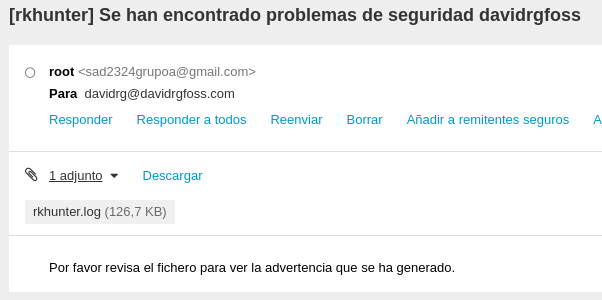 [rkhunter] Se han encontrado problemas de seguridad davidrgfoss
root <sad2324grupoa@gmail.com>
Para davidrg@davidrgfoss.com
Responder Responder a todos Reenviar Borrar Añadir a remitentes seguros A
1 adjunto Descargar
rkhunter.log (126,7 KB)
Por favor revisa el fichero para ver la advertencia que se ha generado.